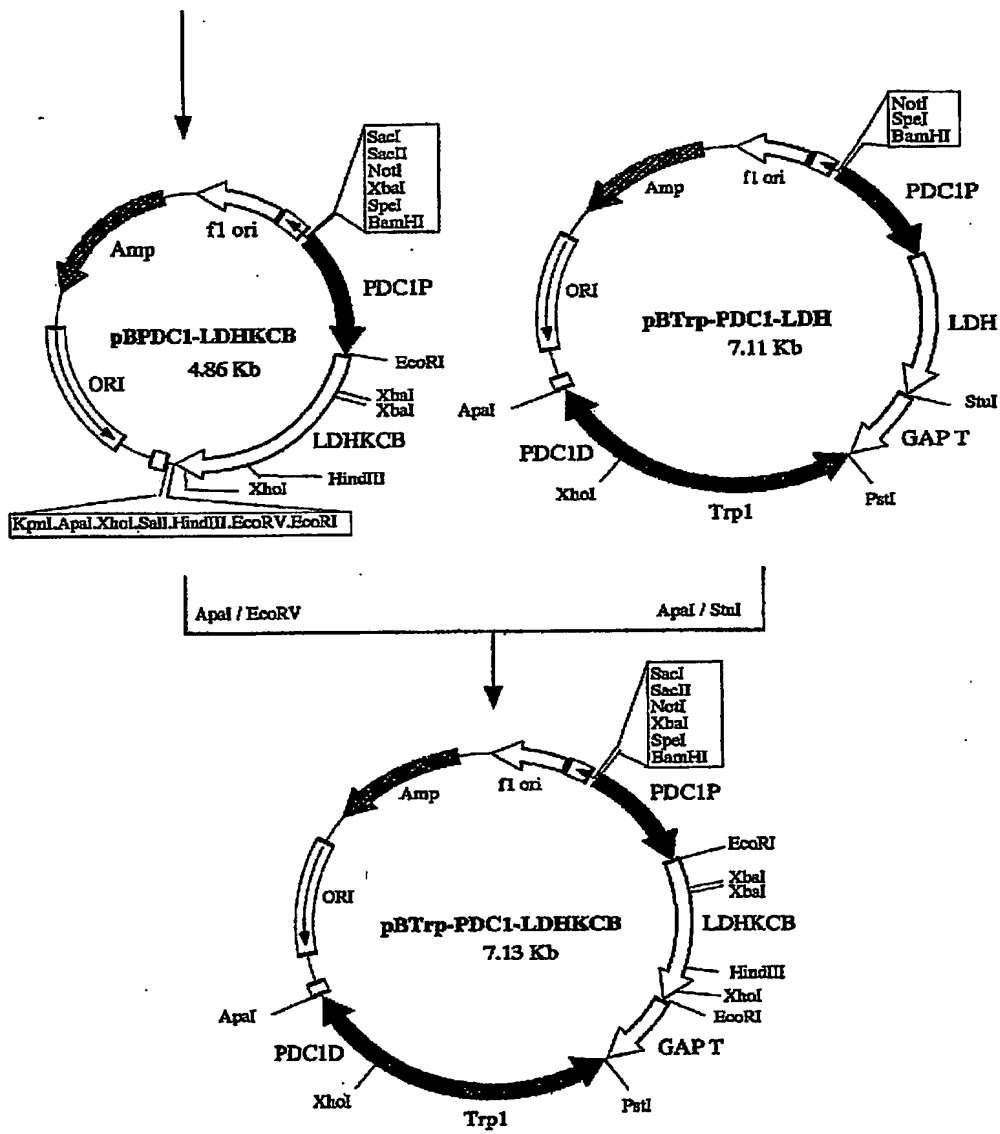 SacI
SacII
NotI
XbaI
SpeI
BamHI
f1 ori
Amp
PDC1P
pBPDC1-LDHKCB
4.86 Kb
EcoRI
XbaI
XbaI
ORI
LDHKCB
HindIII
XhoI
KpnI.ApaI.XhoI.SalI.HindIII.EcoRV.EcoRI
NotI
SpeI
BamHI
f1 ori
Amp
PDC1P
ORI
pBTrp-PDC1-LDH
7.11 Kb
LDH
ApaI
StuI
GAP T
PDC1D
XhoI
PstI
Trp1
ApaI / EcoRV
ApaI / StuI
SacI
SacII
NotI
XbaI
SpeI
BamHI
f1 ori
Amp
PDC1P
EcoRI
XbaI
XbaI
ORI
LDHKCB
pBTrp-PDC1-LDHKCB
7.13 Kb
HindIII
XhoI
EcoRI
ApaI
GAP T
PDC1D
XhoI
PstI
Trp1